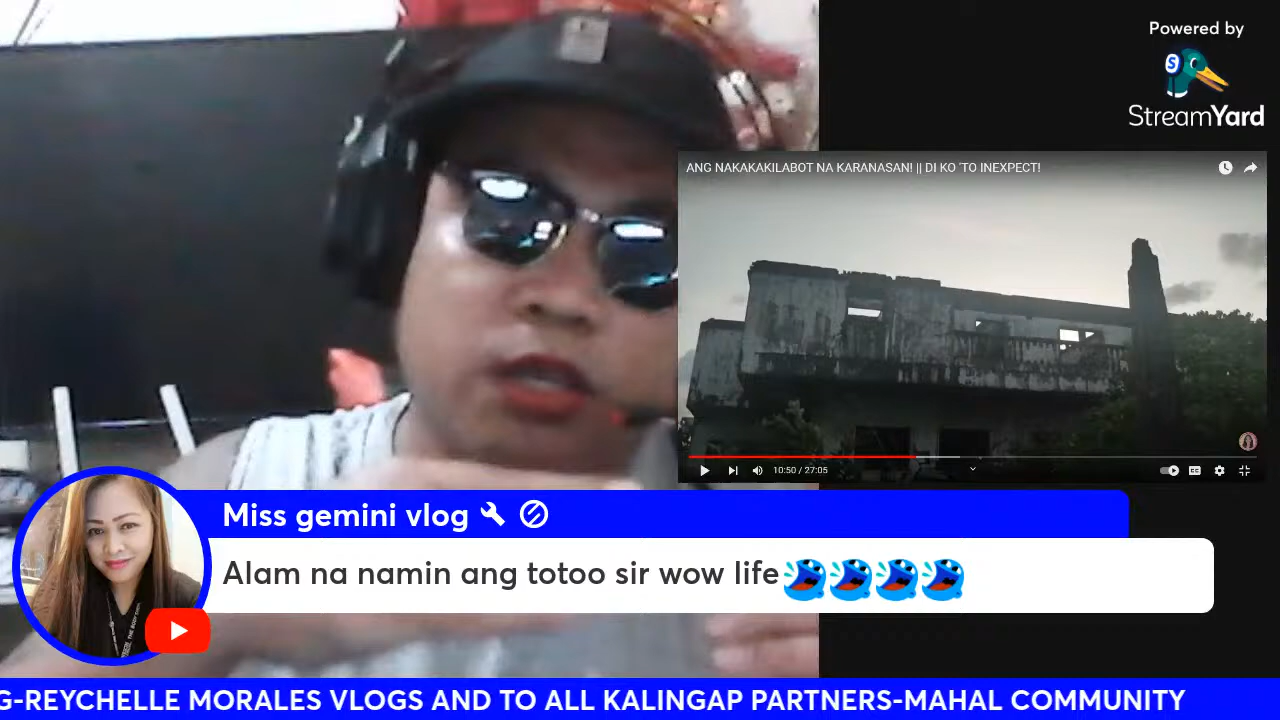 Powered by
StreamYard
ANG NAKAKAKILABOT NA KARANASAN! || DI KO 'TO INEXPECT!
10:50 / 27:05
Miss gemini vlog
Alam na namin ang totoo sir wow life
G-REYCHELLE MORALES VLOGS AND TO ALL KALINGAP PARTNERS-MAHAL COMMUNITY